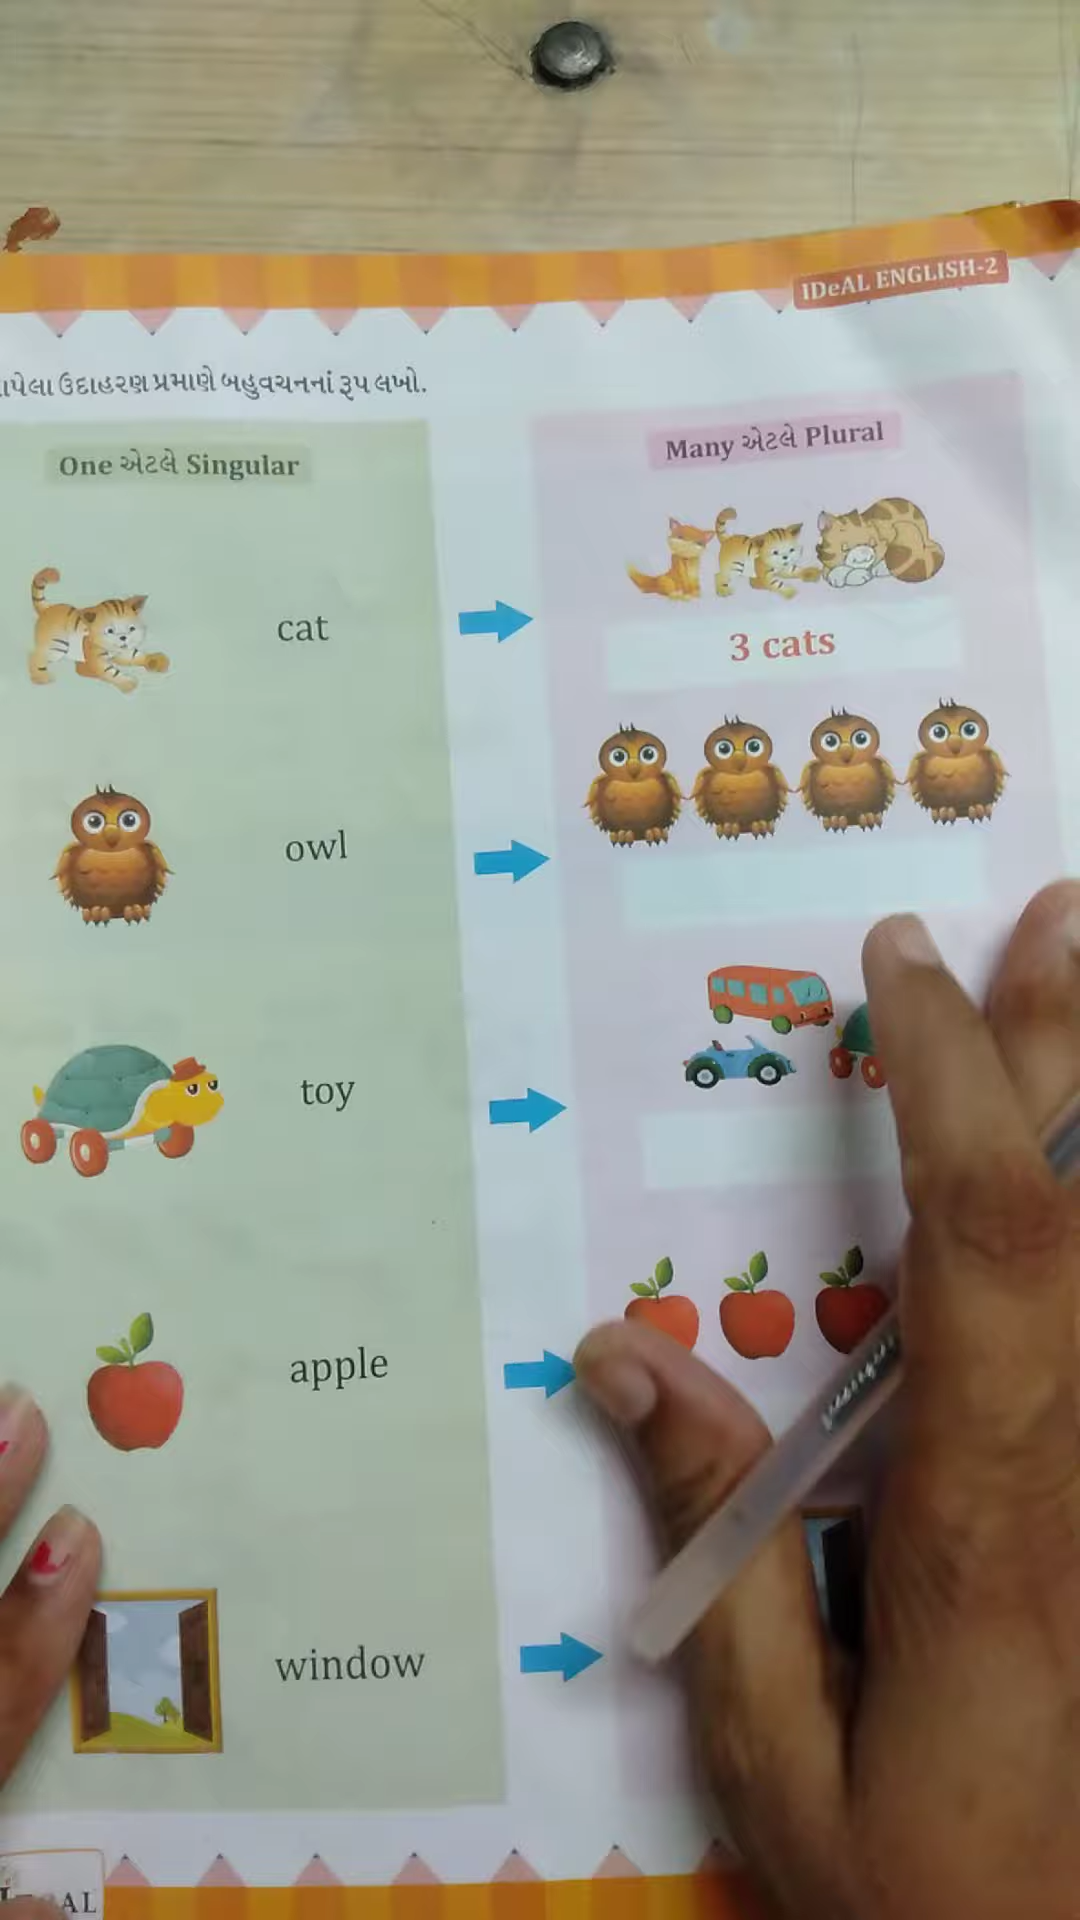 IDeAL ENGLISH-2
ઉદાહરણ પ્રમાણે બહુવચનનાં રૂપ લખો.
One એટલે Singular
Many એટલે Plural
cat
3 cats
owl
toy
apple
window